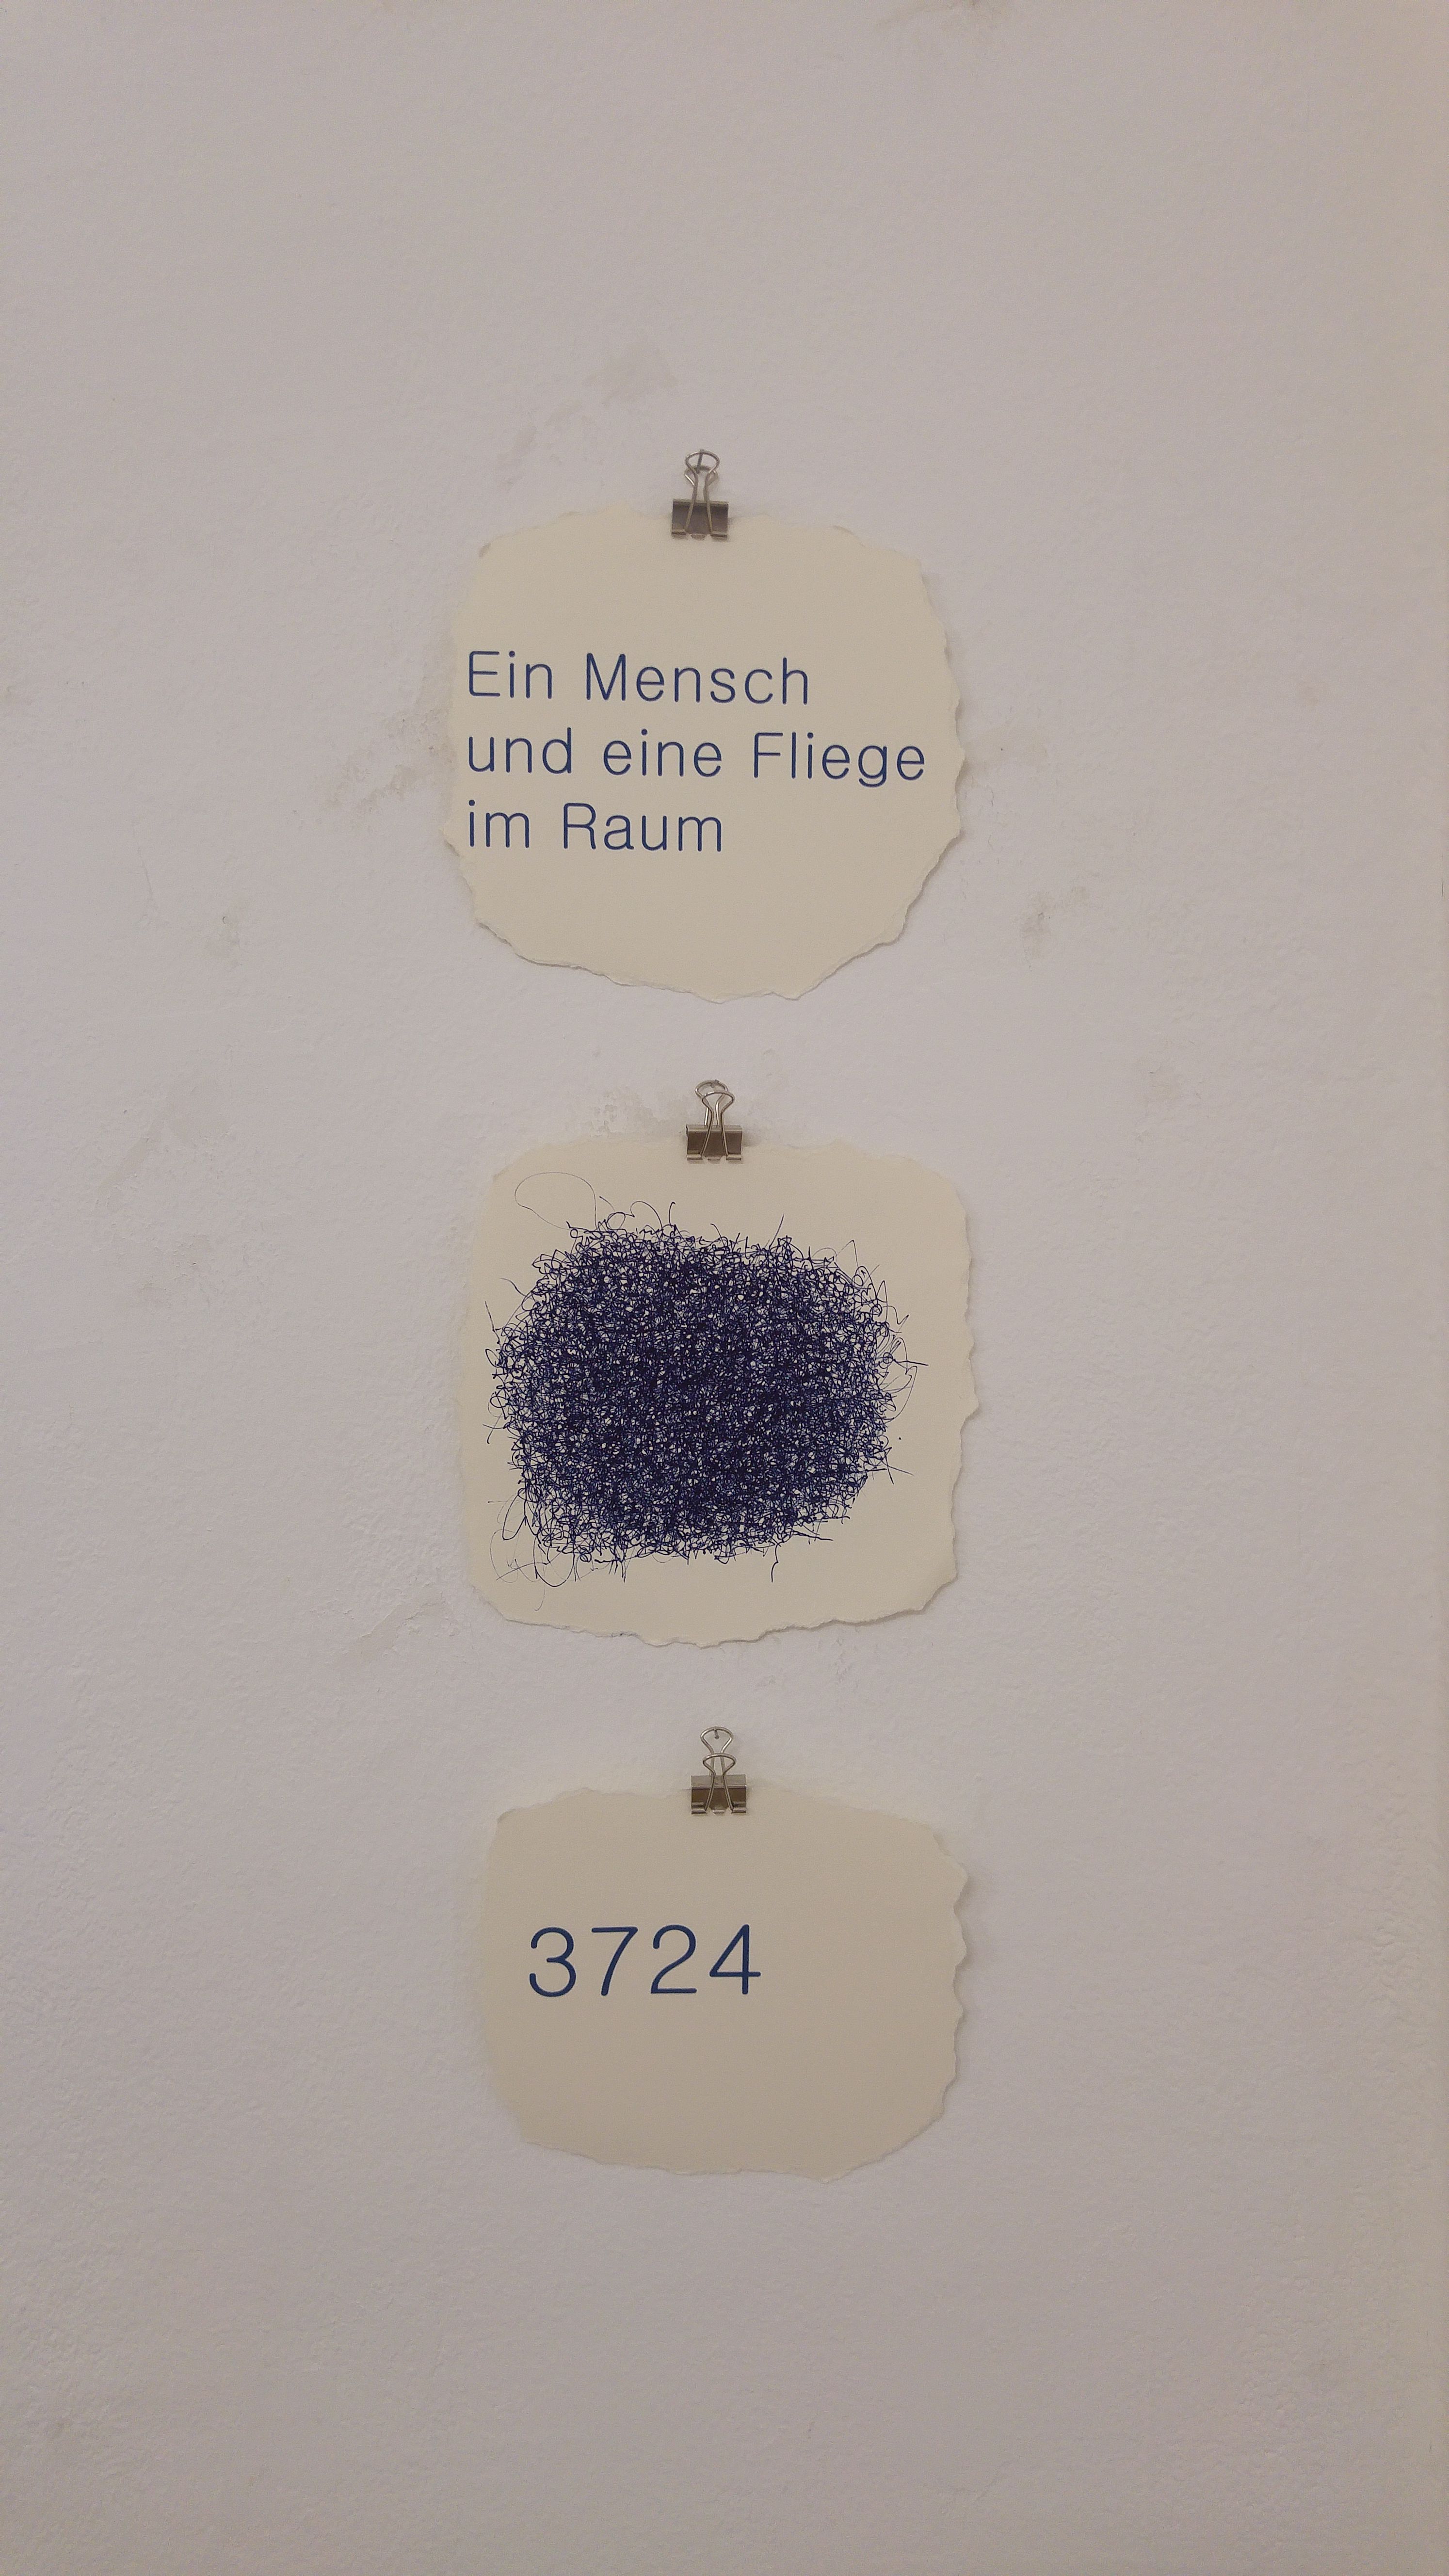 Ein Mensch
und eine Fliege
im Raum
3724